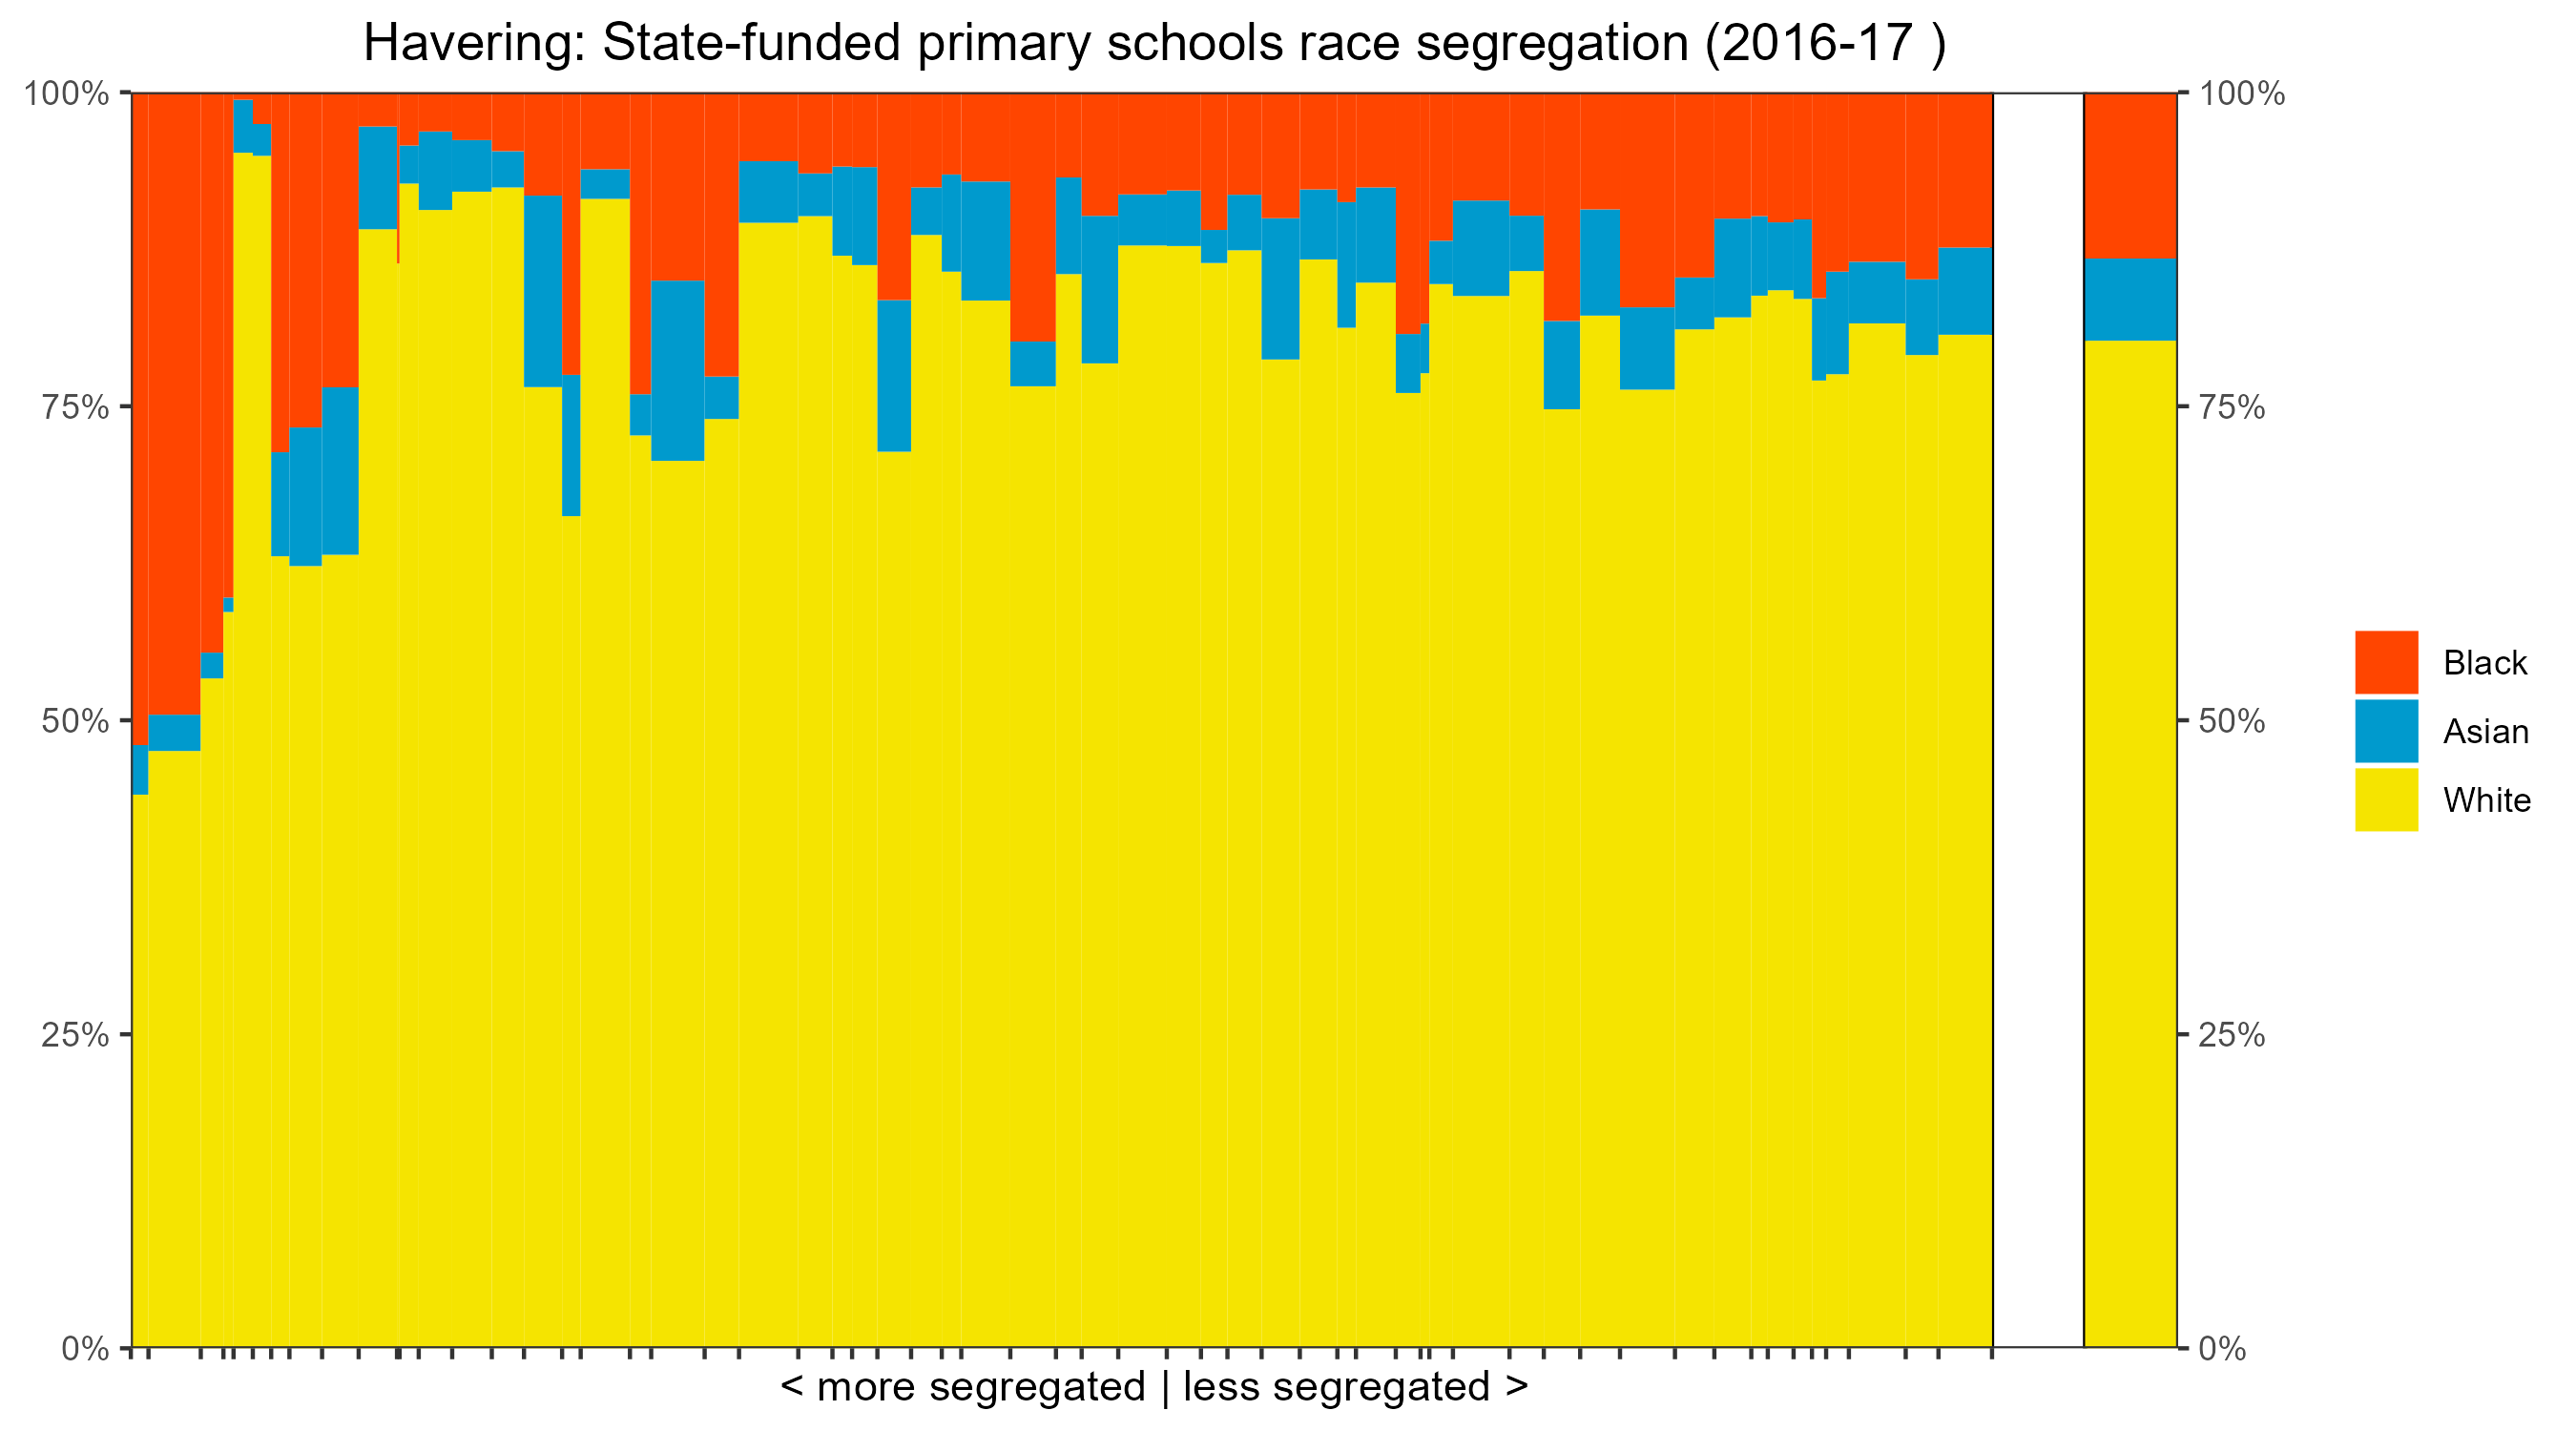 Havering: State-funded primary schools race segregation (2016-17 )
100%
75%
50%
25%
0%
100%
75%
50%
25%
0%
< more segregated | less segregated >
Black
Asian
White